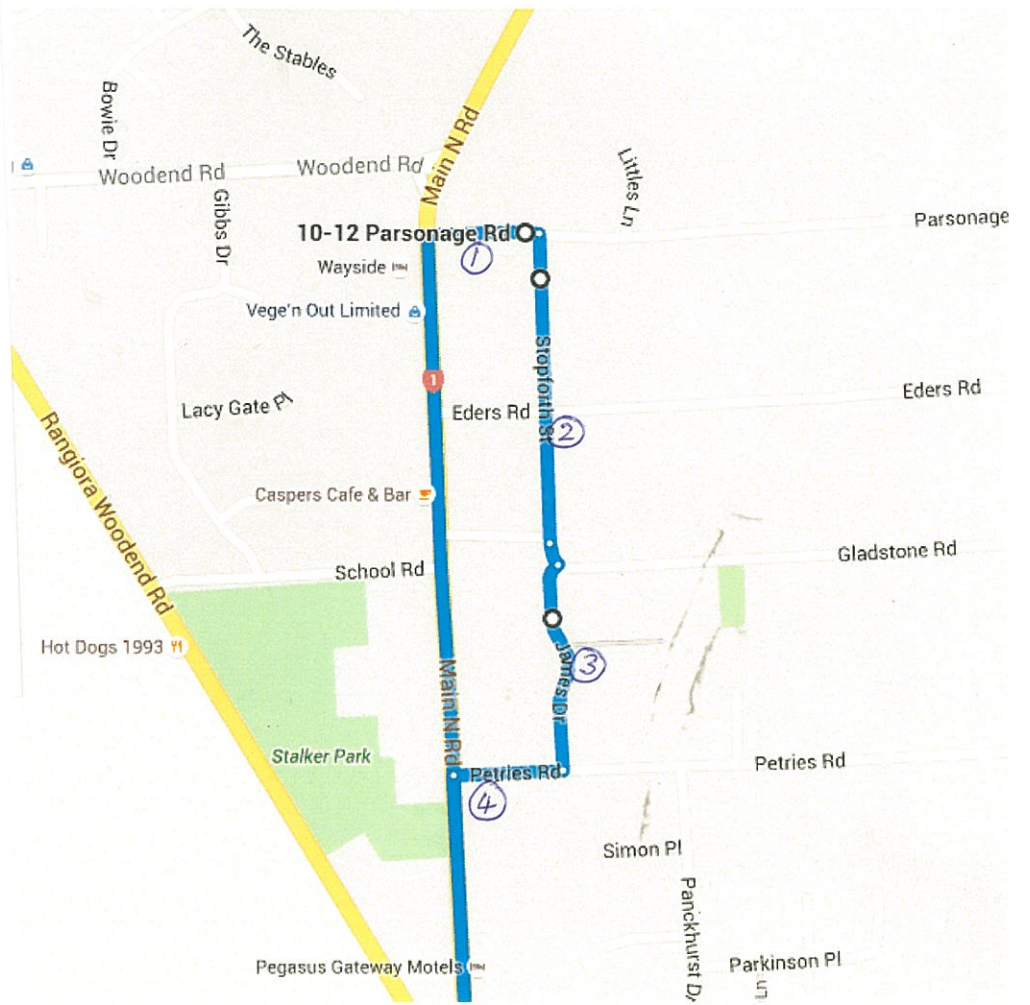 The Stables
Bowie Dr
Main N Rd
Woodend Rd
Woodend Rd
Littles Ln
Gibbs Dr
10-12 Parsonage Rd
Parsonage
1
Wayside
Vege'n Out Limited
Stopforth St
1
Lacy Gate Pl
Eders Rd
Eders Rd
2
Rangiora Woodend Rd
Caspers Cafe & Bar
School Rd
Gladstone Rd
Hot Dogs 1993
James Dr
3
Main N Rd
Stalker Park
Petries Rd
Petries Rd
4
Simon Pl
Panckhurst D
Pegasus Gateway Motels
Parkinson Pl